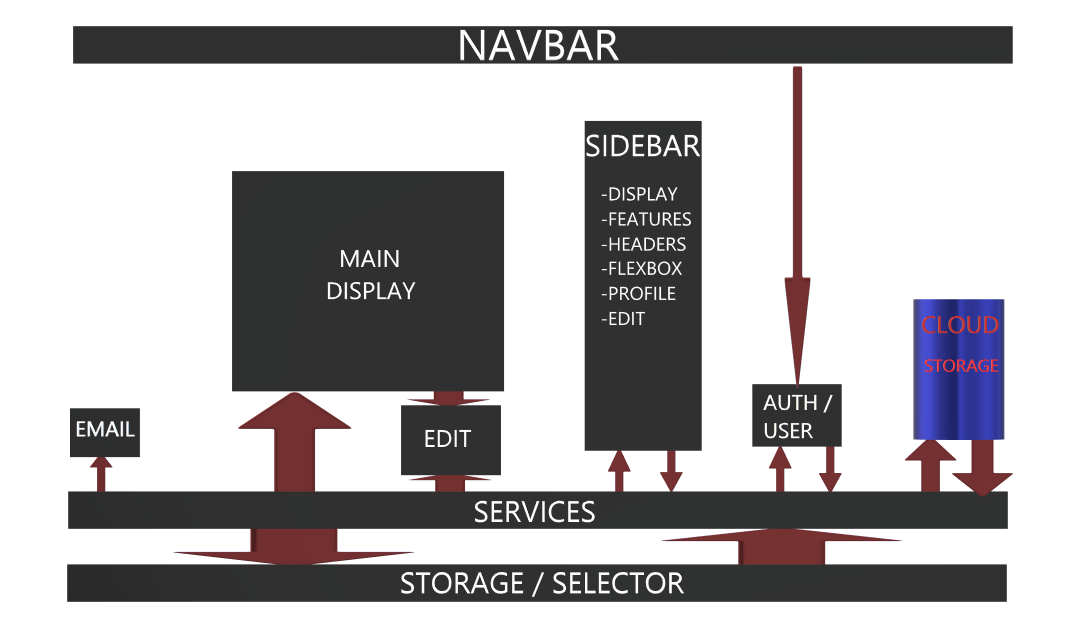 NAVBAR
SIDEBAR
-DISPLAY
-FEATURES
-HEADERS
-FLEXBOX
-PROFILE
-EDIT
MAIN
DISPLAY
CLOUD
STORAGE
AUTH /
USER
EMAIL
EDIT
SERVICES
STORAGE / SELECTOR